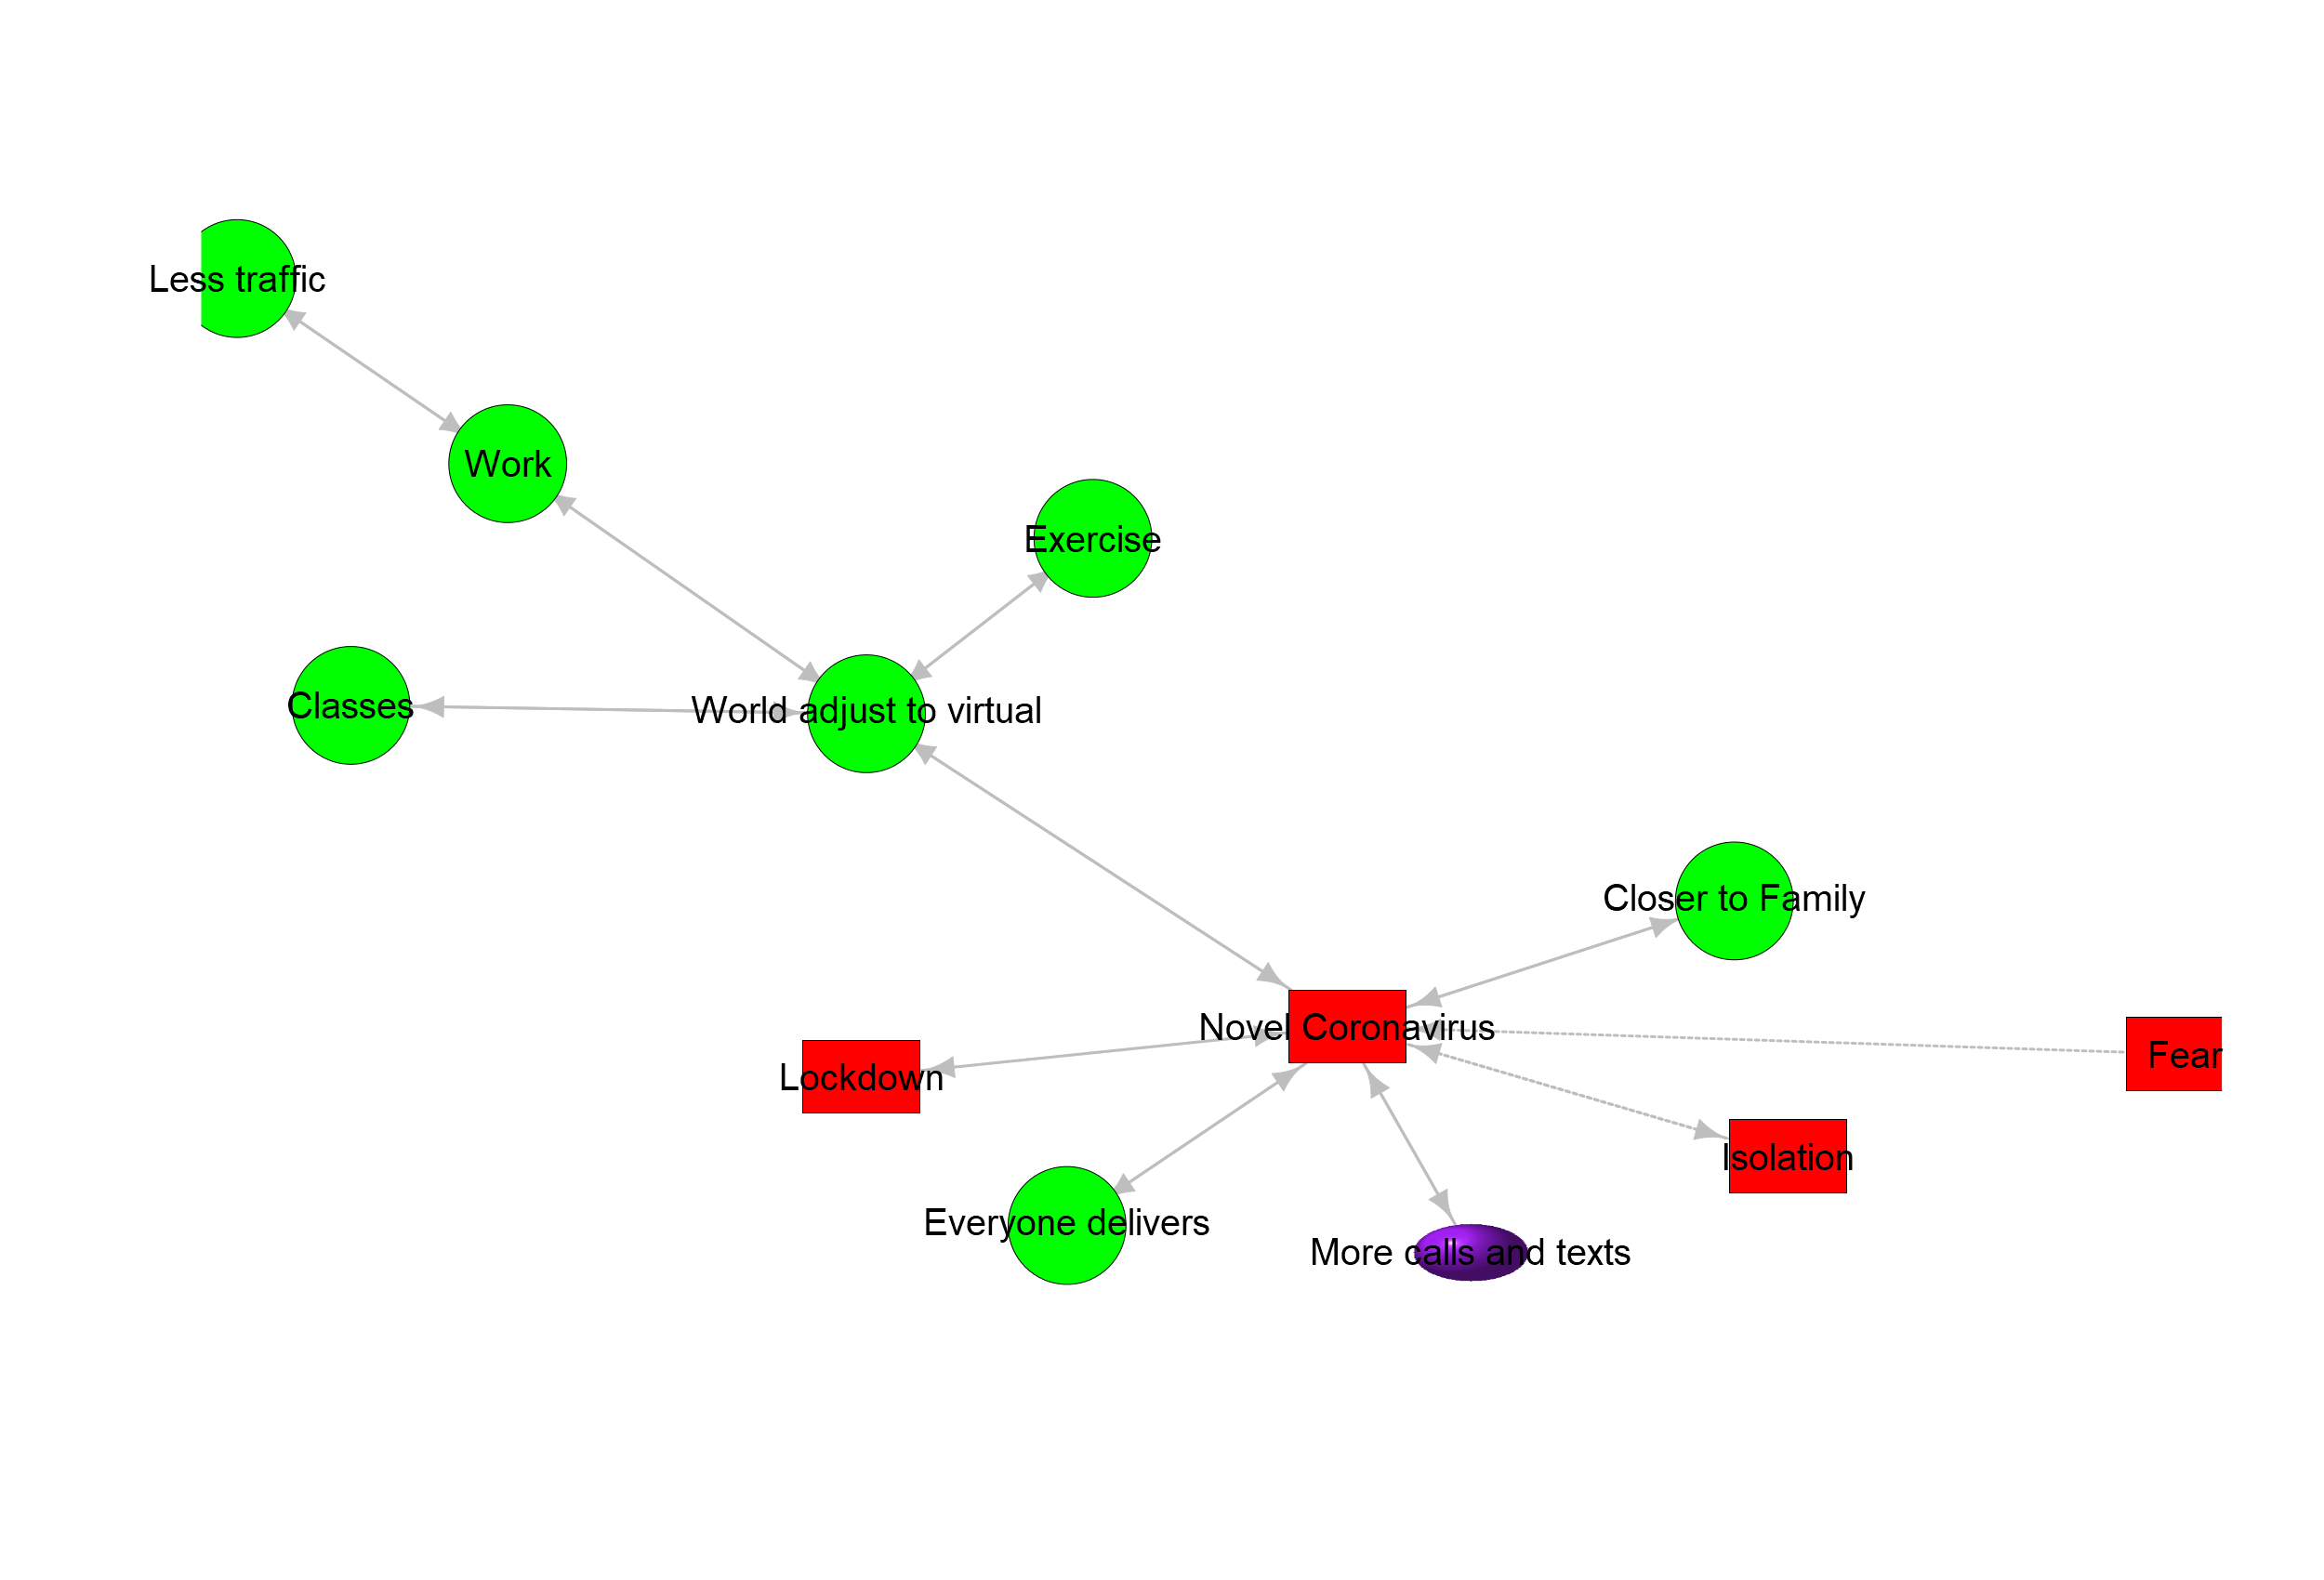 Less traffic
Work
Exercise
Classes
World adjust to virtual
Closer to Family
Novel Coronavirus
Fear
Lockdown
Isolation
Everyone delivers
More calls and texts